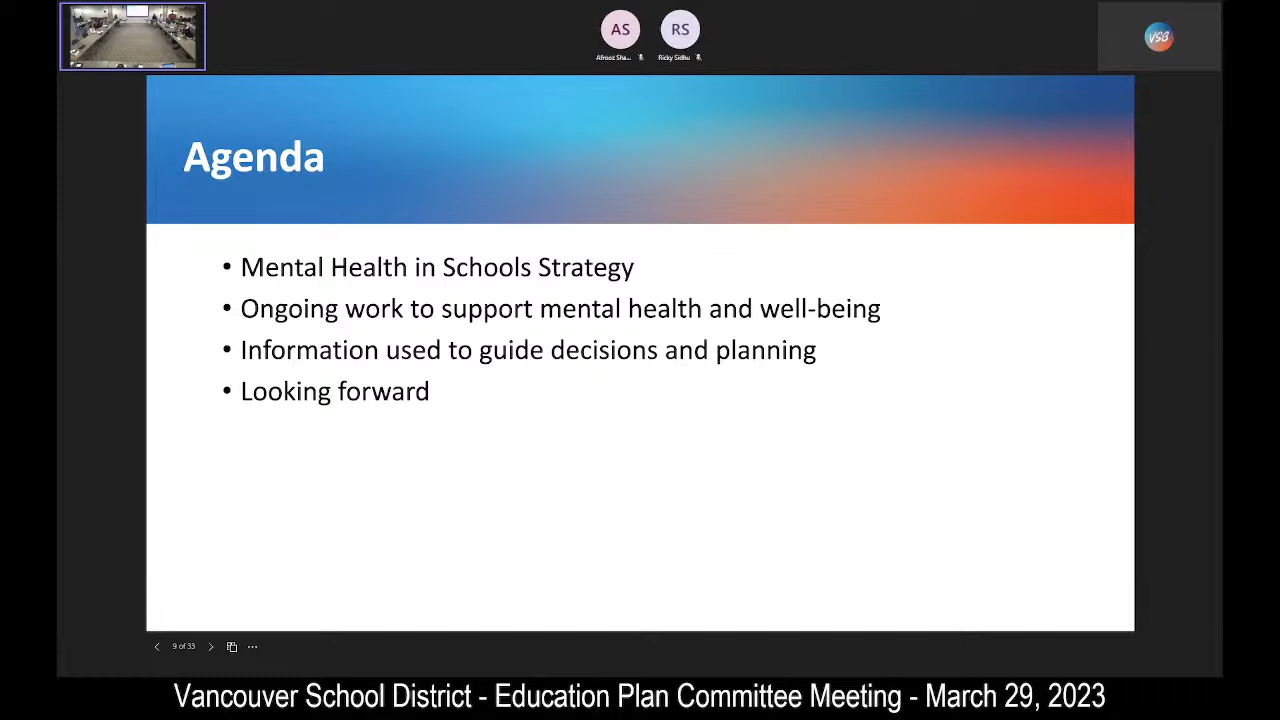 AS
RS
Afrooz Sha...
Ricky Sidhu
VSB
Agenda
• Mental Health in Schools Strategy
• Ongoing work to support mental health and well-being
• Information used to guide decisions and planning
• Looking forward
9 of 33
Vancouver School District - Education Plan Committee Meeting - March 29, 2023